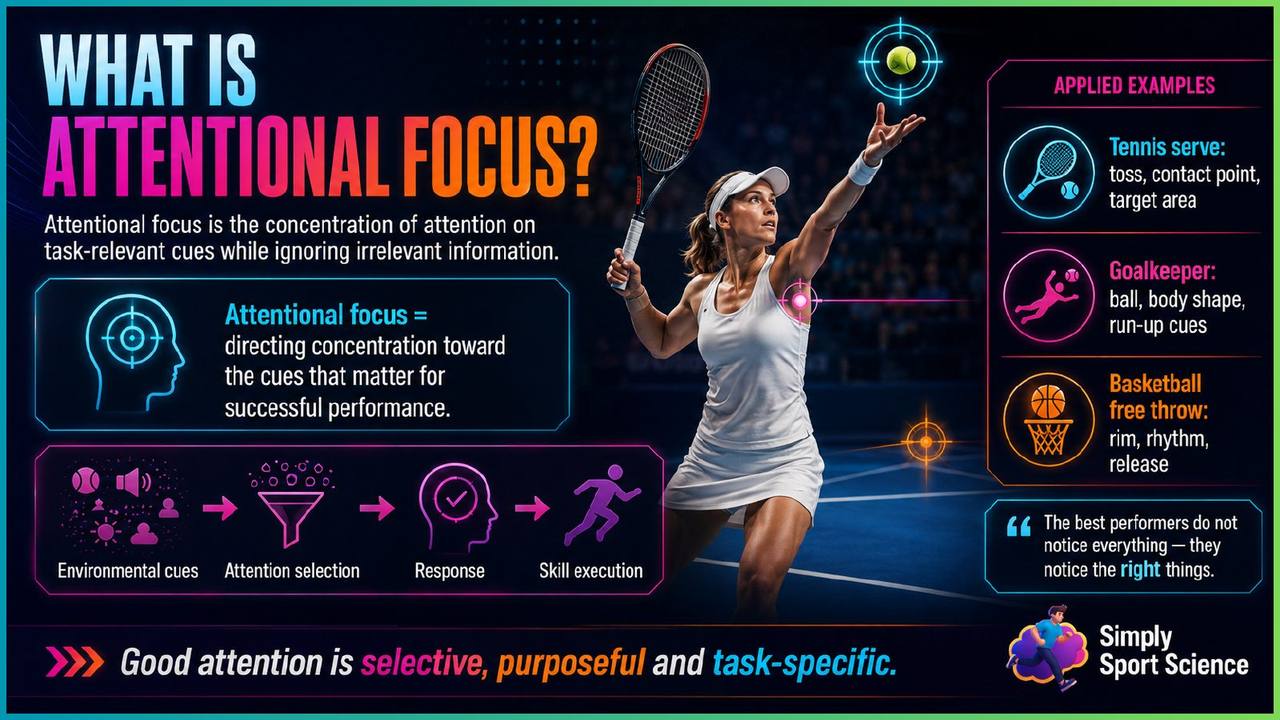 WHAT IS
ATTENTIONAL FOCUS?
Attentional focus is the concentration of attention on
task-relevant cues while ignoring irrelevant information.
Attentional focus =
directing concentration toward
the cues that matter for
successful performance.
Environmental cues
Attention selection
Response
Skill execution
APPLIED EXAMPLES
Tennis serve:
toss, contact point,
target area
Goalkeeper:
ball, body shape,
run-up cues
Basketball
free throw:
rim, rhythm,
release
“ The best performers do not
notice everything — they
notice the right things.
Good attention is selective, purposeful and task-specific.
Simply
Sport Science